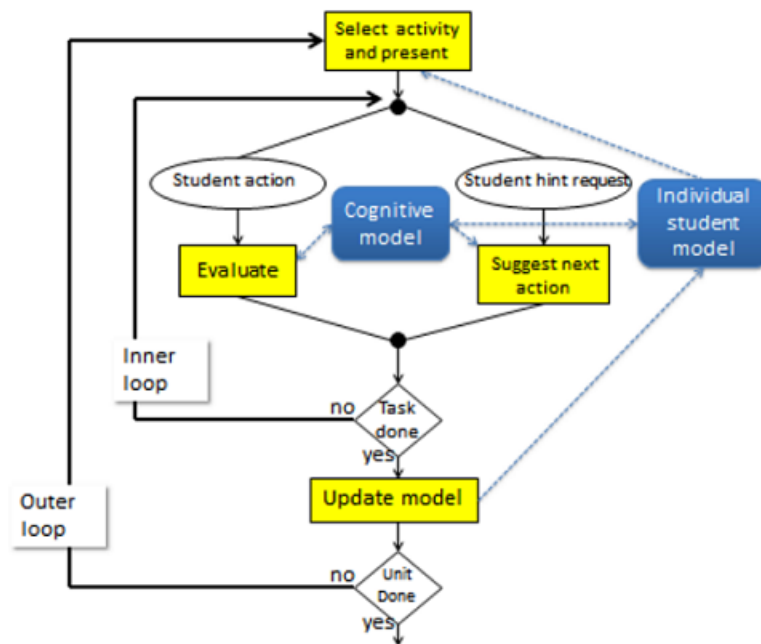 Select activity
and present
Student action
Student hint request
Cognitive
model
Individual
student
model
Evaluate
Suggest next
action
Inner
loop
no
Task
done
yes
Update model
Outer
loop
no
Unit
Done
yes